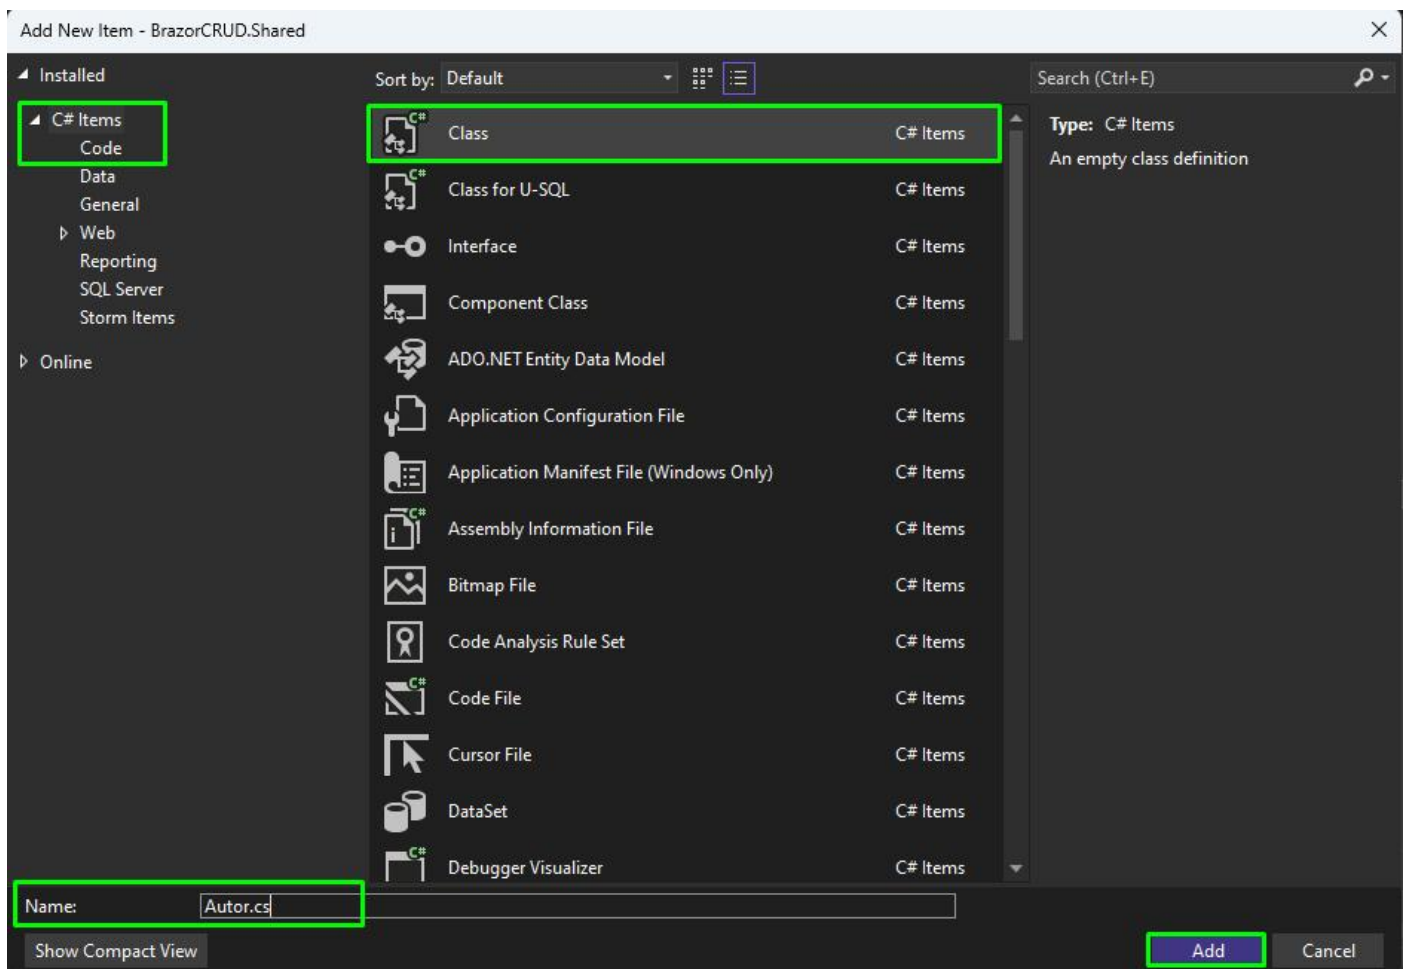 Add New Item - BrazorCRUD.Shared
Installed
Sort by: Default
Search (Ctrl+E)
C# Items
Code
Data
General
Web
Reporting
SQL Server
Storm Items
Online
C# Class C# Items
C# Class for U-SQL C# Items
Interface C# Items
Component Class C# Items
ADO.NET Entity Data Model C# Items
Application Configuration File C# Items
Application Manifest File (Windows Only) C# Items
C# Assembly Information File C# Items
Bitmap File C# Items
Code Analysis Rule Set C# Items
C# Code File C# Items
Cursor File C# Items
DataSet C# Items
C# Debugger Visualizer C# Items
Type: C# Items
An empty class definition
Name: Autor.cs
Show Compact View Add Cancel